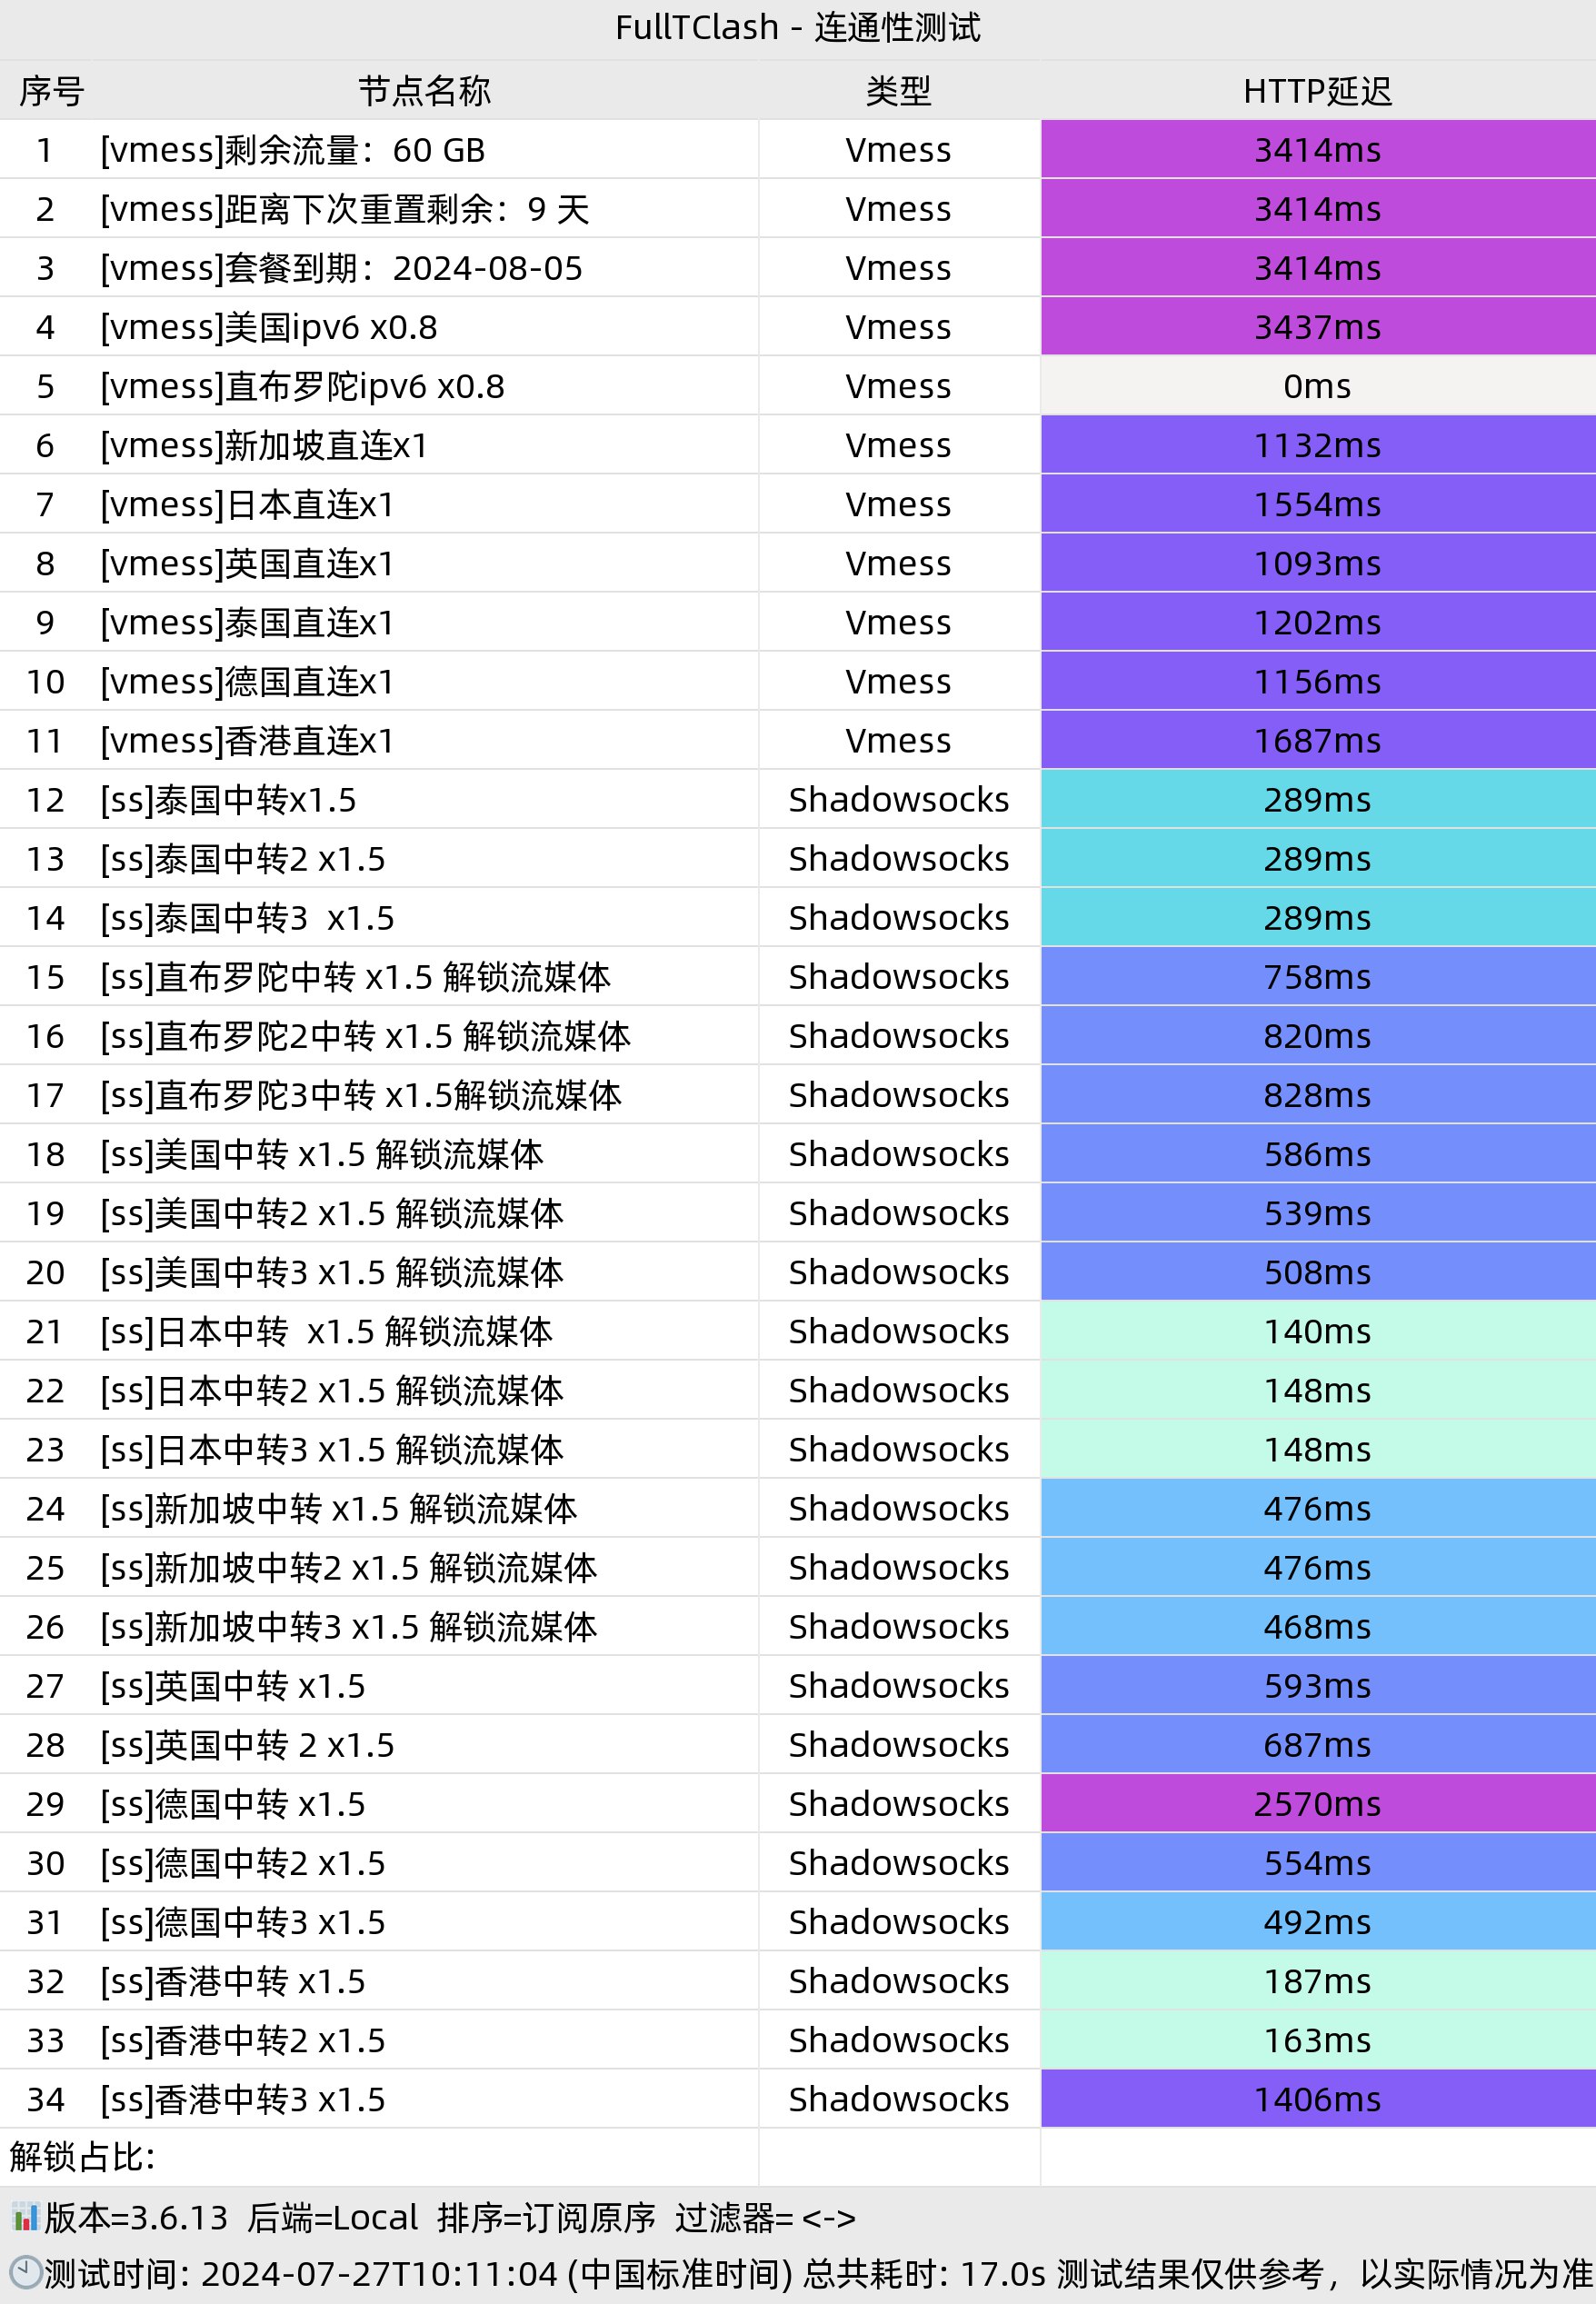 FullTClash - 连通性测试
序号 节点名称 类型 HTTP延迟
1 [vmess]剩余流量：60 GB Vmess 3414ms
2 [vmess]距离下次重置剩余：9 天 Vmess 3414ms
3 [vmess]套餐到期：2024-08-05 Vmess 3414ms
4 [vmess]美国ipv6 x0.8 Vmess 3437ms
5 [vmess]直布罗陀ipv6 x0.8 Vmess 0ms
6 [vmess]新加坡直连x1 Vmess 1132ms
7 [vmess]日本直连x1 Vmess 1554ms
8 [vmess]英国直连x1 Vmess 1093ms
9 [vmess]泰国直连x1 Vmess 1202ms
10 [vmess]德国直连x1 Vmess 1156ms
11 [vmess]香港直连x1 Vmess 1687ms
12 [ss]泰国中转x1.5 Shadowsocks 289ms
13 [ss]泰国中转2 x1.5 Shadowsocks 289ms
14 [ss]泰国中转3  x1.5 Shadowsocks 289ms
15 [ss]直布罗陀中转 x1.5 解锁流媒体 Shadowsocks 758ms
16 [ss]直布罗陀2中转 x1.5 解锁流媒体 Shadowsocks 820ms
17 [ss]直布罗陀3中转 x1.5解锁流媒体 Shadowsocks 828ms
18 [ss]美国中转 x1.5 解锁流媒体 Shadowsocks 586ms
19 [ss]美国中转2 x1.5 解锁流媒体 Shadowsocks 539ms
20 [ss]美国中转3 x1.5 解锁流媒体 Shadowsocks 508ms
21 [ss]日本中转  x1.5 解锁流媒体 Shadowsocks 140ms
22 [ss]日本中转2 x1.5 解锁流媒体 Shadowsocks 148ms
23 [ss]日本中转3 x1.5 解锁流媒体 Shadowsocks 148ms
24 [ss]新加坡中转 x1.5 解锁流媒体 Shadowsocks 476ms
25 [ss]新加坡中转2 x1.5 解锁流媒体 Shadowsocks 476ms
26 [ss]新加坡中转3 x1.5 解锁流媒体 Shadowsocks 468ms
27 [ss]英国中转 x1.5 Shadowsocks 593ms
28 [ss]英国中转 2 x1.5 Shadowsocks 687ms
29 [ss]德国中转 x1.5 Shadowsocks 2570ms
30 [ss]德国中转2 x1.5 Shadowsocks 554ms
31 [ss]德国中转3 x1.5 Shadowsocks 492ms
32 [ss]香港中转 x1.5 Shadowsocks 187ms
33 [ss]香港中转2 x1.5 Shadowsocks 163ms
34 [ss]香港中转3 x1.5 Shadowsocks 1406ms
解锁占比:
版本=3.6.13  后端=Local  排序=订阅原序  过滤器= <->
测试时间: 2024-07-27T10:11:04 (中国标准时间) 总共耗时: 17.0s 测试结果仅供参考，以实际情况为准